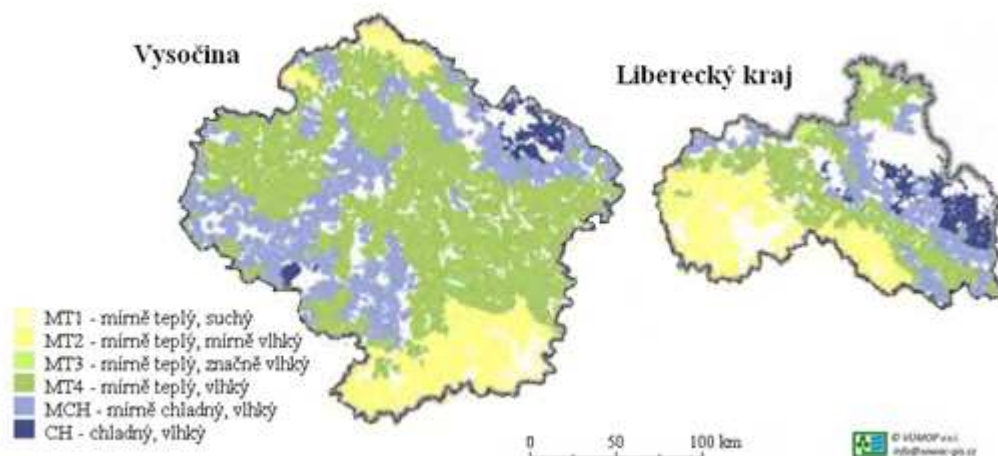 Vysočina
Liberecký kraj
MT1 - mírně teplý, suchý
MT2 - mírně teplý, mírně vlhký
MT3 - mírně teplý, značně vlhký
MT4 - mírně teplý, vlhký
MCH - mírně chladný, vlhký
CH - chladný, vlhký
0 50 100 km
© VÚMOP v.v.i.